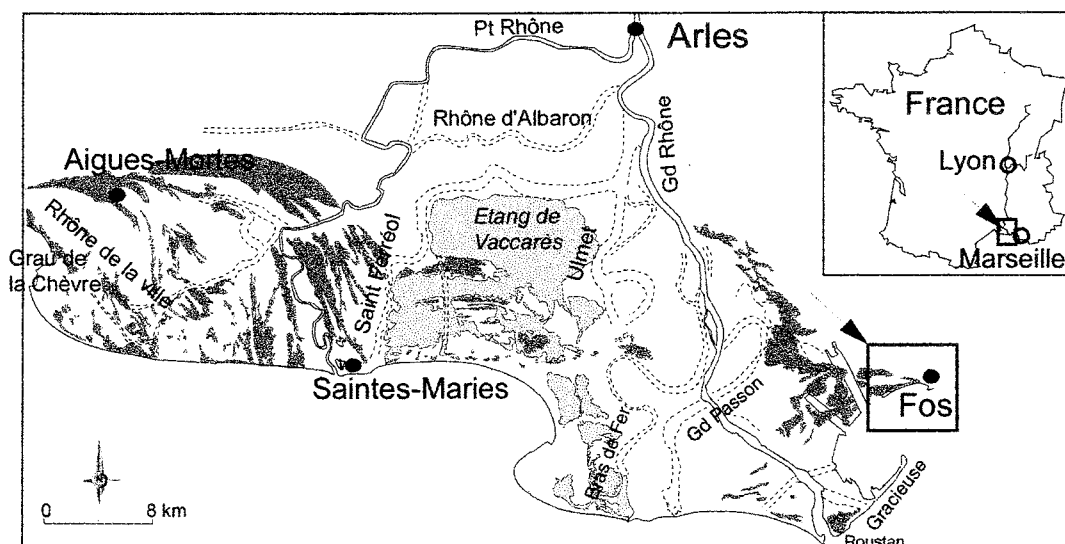 Pt Rhône
Arles
France
Rhône d'Albaron
Gd Rhône
Lyon
Aigues-Mortes
Etang de
Vaccarès
Ulmet
Rhône de la ville
Saint Ferréol
Grau de
la Chèvre
Marseille
Saintes-Maries
Fos
Gd Passon
Bras de Fer
Gracieuse
0 8 km
Roustan